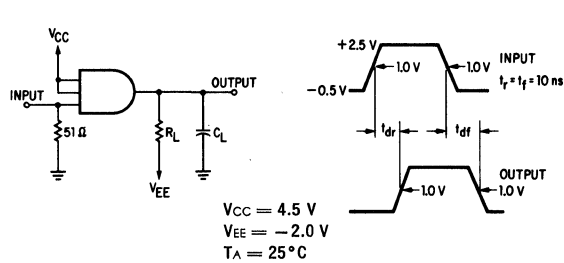 VCC
INPUT
51 Ω
OUTPUT
RL
CL
VEE
VCC = 4.5 V
VEE = −2.0 V
TA = 25°C
+2.5 V
1.0 V
1.0 V
INPUT
tr = tf = 10 ns
−0.5 V
tdr
tdf
OUTPUT
1.0 V
1.0 V